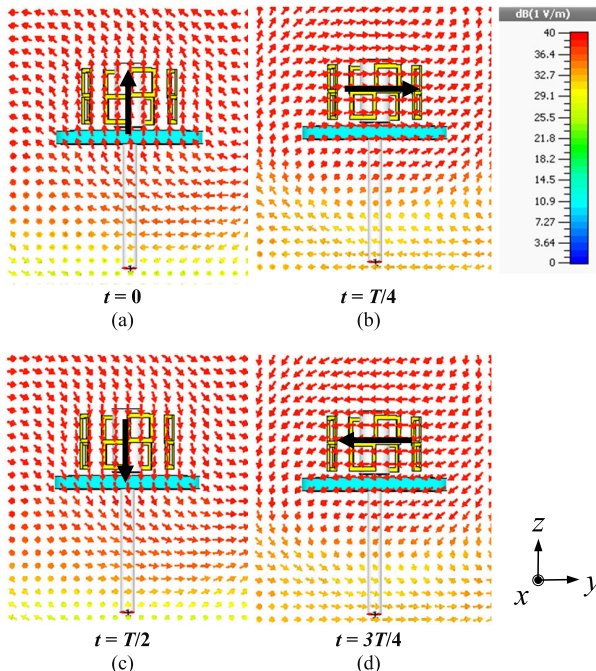 dB(1 V/m)
40
36.4
32.7
29.1
25.5
21.8
18.2
14.5
10.9
7.27
3.64
0
t = 0
(a)
t = T/4
(b)
t = T/2
(c)
t = 3T/4
(d)
z
x
y